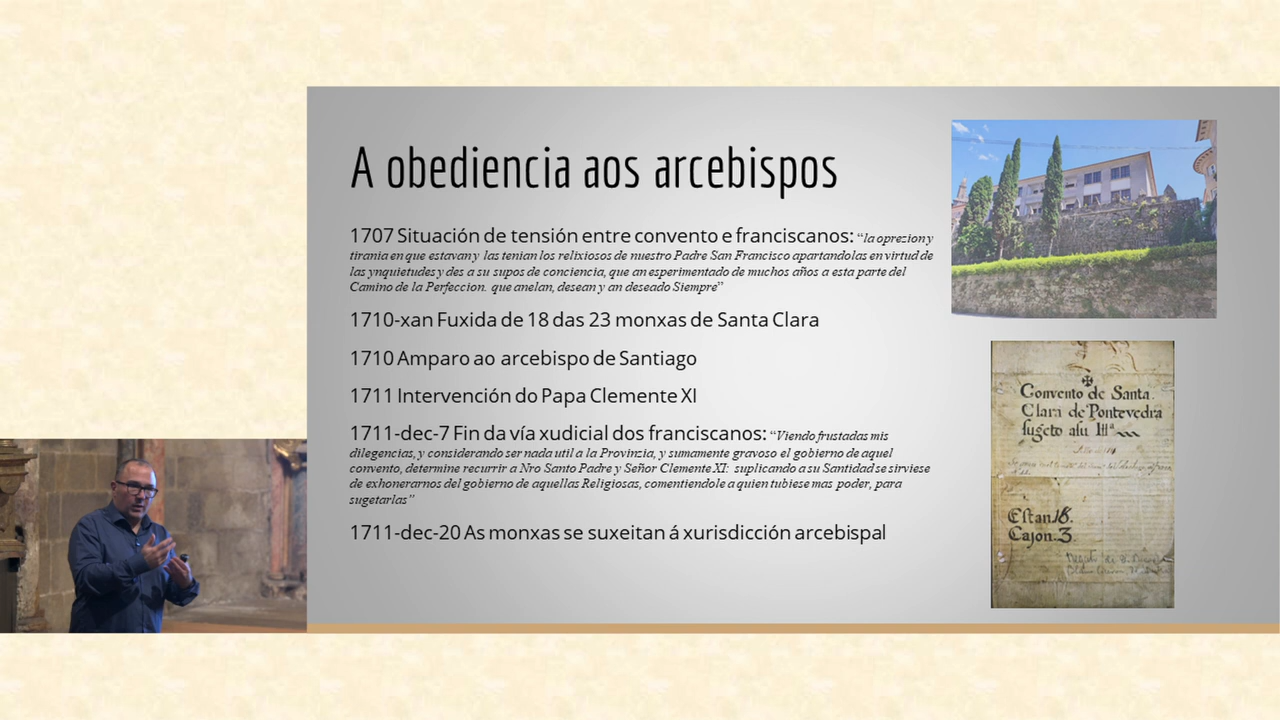 A obediencia aos arcebispos
1707 Situación de tensión entre convento e franciscanos: “la oprezion y
tirania en que estavan y las tenian los relixiosos de nuestro Padre San Francisco apartandolas en virtud de
las ynquietudes y des a su supos de conciencia, que an esperimentado de muchos años a esta parte del
Camino de la Perfeccion. que anelan, desean y an deseado Siempre”
1710-xan Fuxida de 18 das 23 monxas de Santa Clara
1710 Amparo ao arcebispo de Santiago
1711 Intervención do Papa Clemente XI
1711-dec-7 Fin da vía xudicial dos franciscanos: “Viendo frustadas mis
dilegencias, y considerando ser nada util a la Provinzia, y sumamente gravoso el gobierno de aquel
convento, determine recurrir a Nro Santo Padre y Señor Clemente XI: suplicando a su Santidad se sirviese
de exhonerarnos del gobierno de aquellas Religiosas, comentiendole a quien tubiese mas poder, para
sugetarlas”
1711-dec-20 As monxas se suxeitan á xurisdicción arcebispal
Convento de Santa
Clara de Pontevedra
sugeto a su Illª
Estan 18.
Cajon. 3